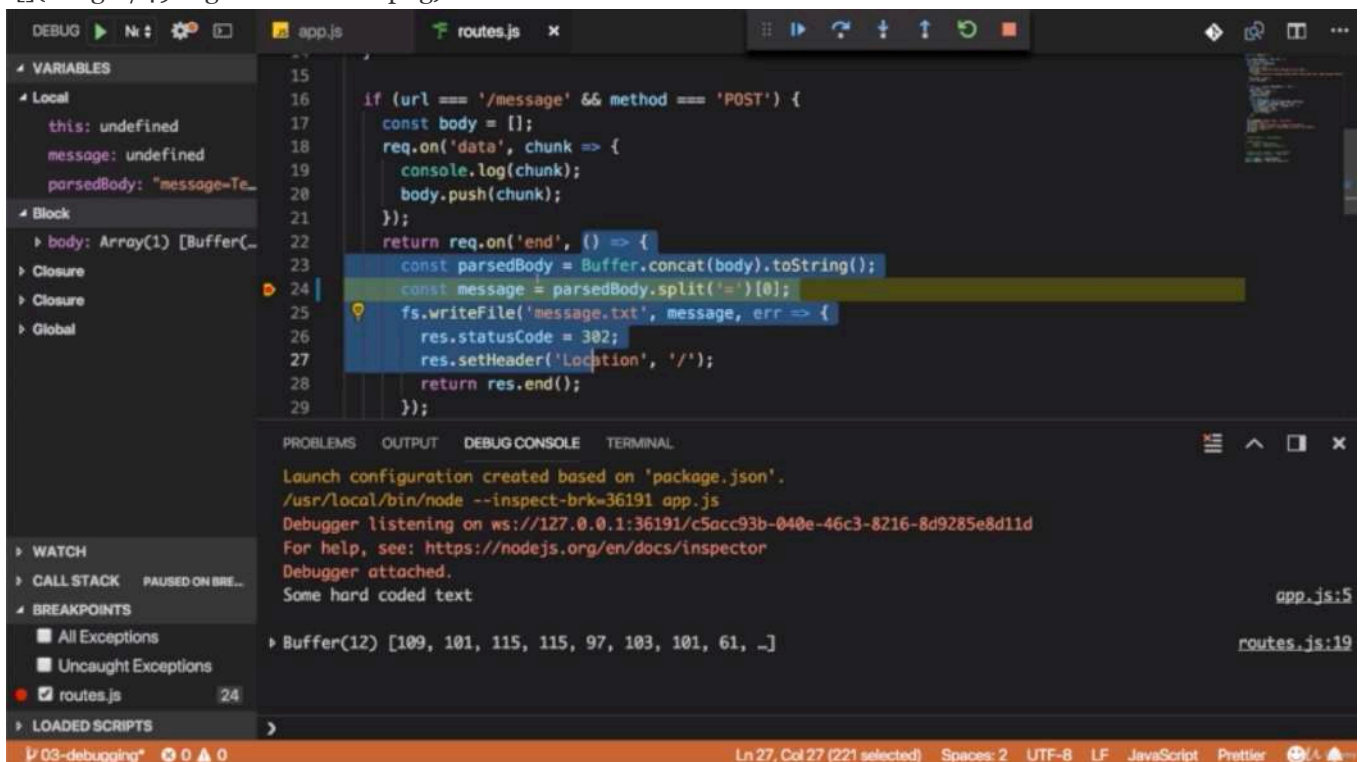 DEBUG
app.js
routes.js
VARIABLES
Local
this: undefined
message: undefined
parsedBody: "message=Te…
Block
body: Array(1) [Buffer(…
Closure
Closure
Global
WATCH
CALL STACK PAUSED ON BRE…
BREAKPOINTS
All Exceptions
Uncaught Exceptions
routes.js 24
LOADED SCRIPTS
15
16 if (url === '/message' && method === 'POST') {
17 const body = [];
18 req.on('data', chunk => {
19 console.log(chunk);
20 body.push(chunk);
21 });
22 return req.on('end', () => {
23 const parsedBody = Buffer.concat(body).toString();
24 const message = parsedBody.split('=')[0];
25 fs.writeFile('message.txt', message, err => {
26 res.statusCode = 302;
27 res.setHeader('Location', '/');
28 return res.end();
29 });
PROBLEMS OUTPUT DEBUG CONSOLE TERMINAL
Launch configuration created based on 'package.json'.
/usr/local/bin/node --inspect-brk=36191 app.js
Debugger listening on ws://127.0.0.1:36191/c5acc93b-040e-46c3-8216-8d9285e8d11d
For help, see: https://nodejs.org/en/docs/inspector
Debugger attached.
Some hard coded text app.js:5
Buffer(12) [109, 101, 115, 115, 97, 103, 101, 61, …] routes.js:19
03-debugging* 0 0
Ln 27, Col 27 (221 selected) Spaces: 2 UTF-8 LF JavaScript Prettier